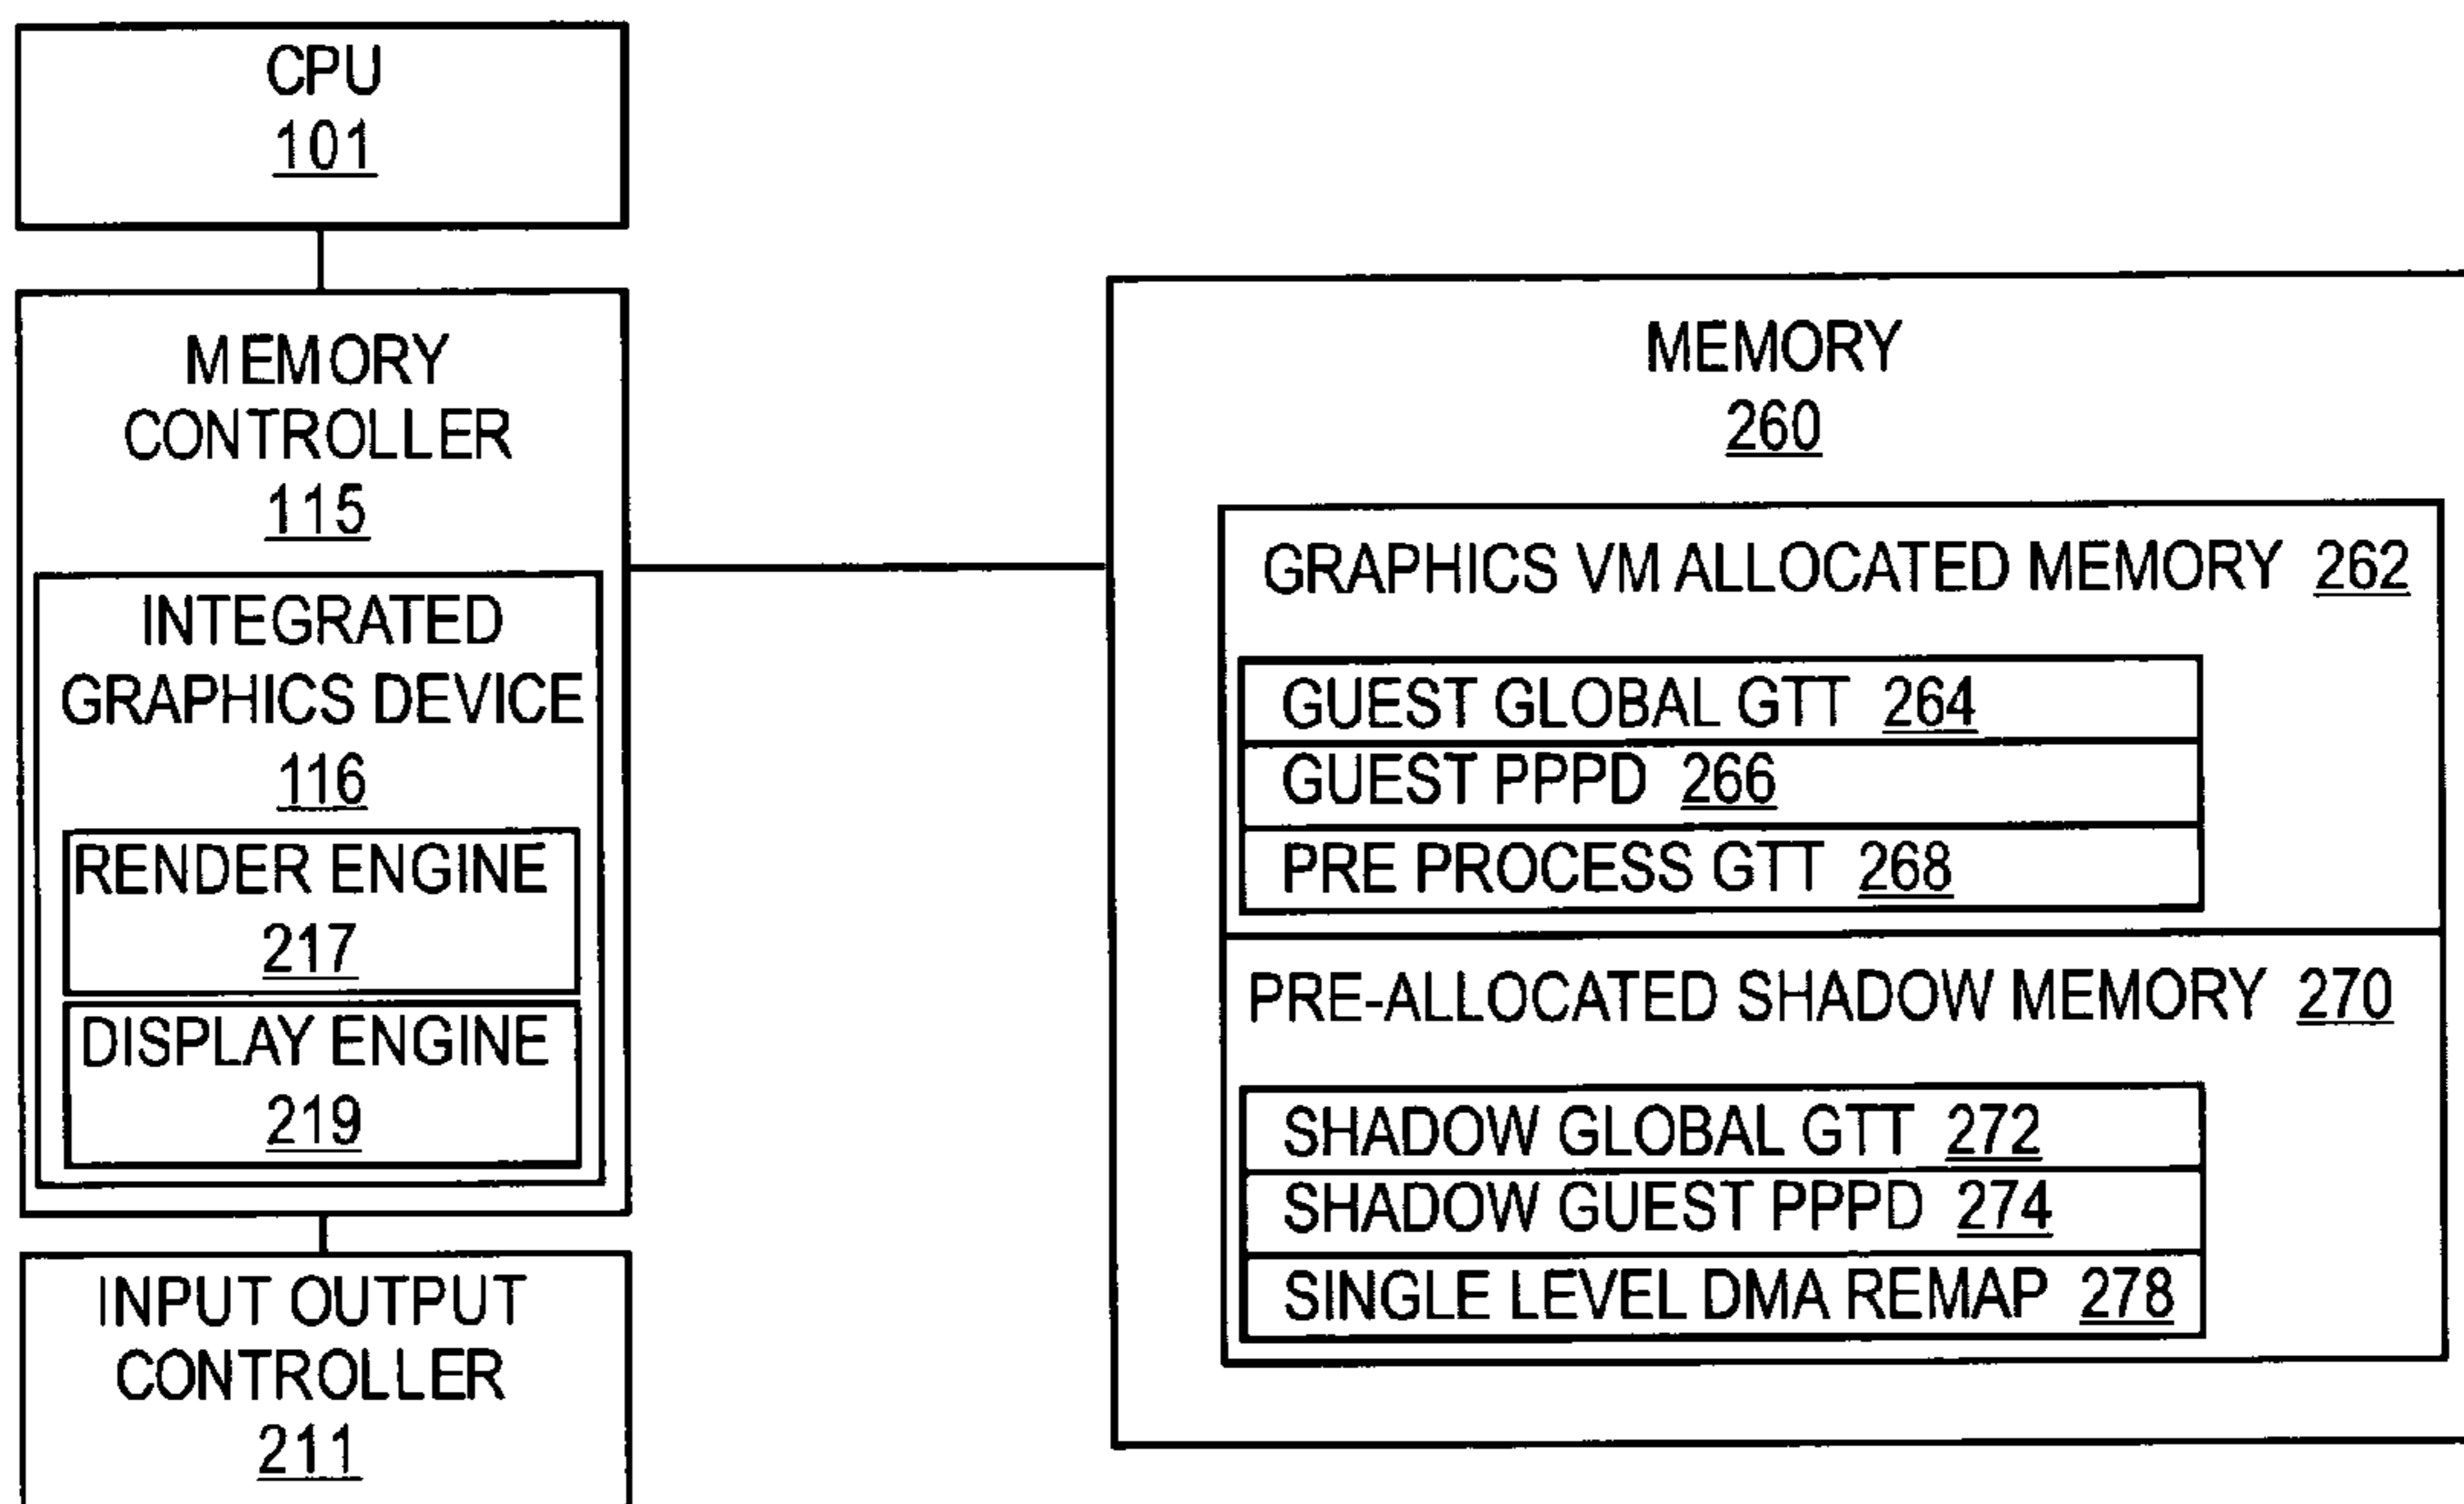 CPU
101
MEMORY
CONTROLLER
115
INTEGRATED
GRAPHICS DEVICE
116
RENDER ENGINE
217
DISPLAY ENGINE
219
INPUT OUTPUT
CONTROLLER
211
MEMORY
260
GRAPHICS VM ALLOCATED MEMORY 262
GUEST GLOBAL GTT 264
GUEST PPPD 266
PRE PROCESS GTT 268
PRE-ALLOCATED SHADOW MEMORY 270
SHADOW GLOBAL GTT 272
SHADOW GUEST PPPD 274
SINGLE LEVEL DMA REMAP 278